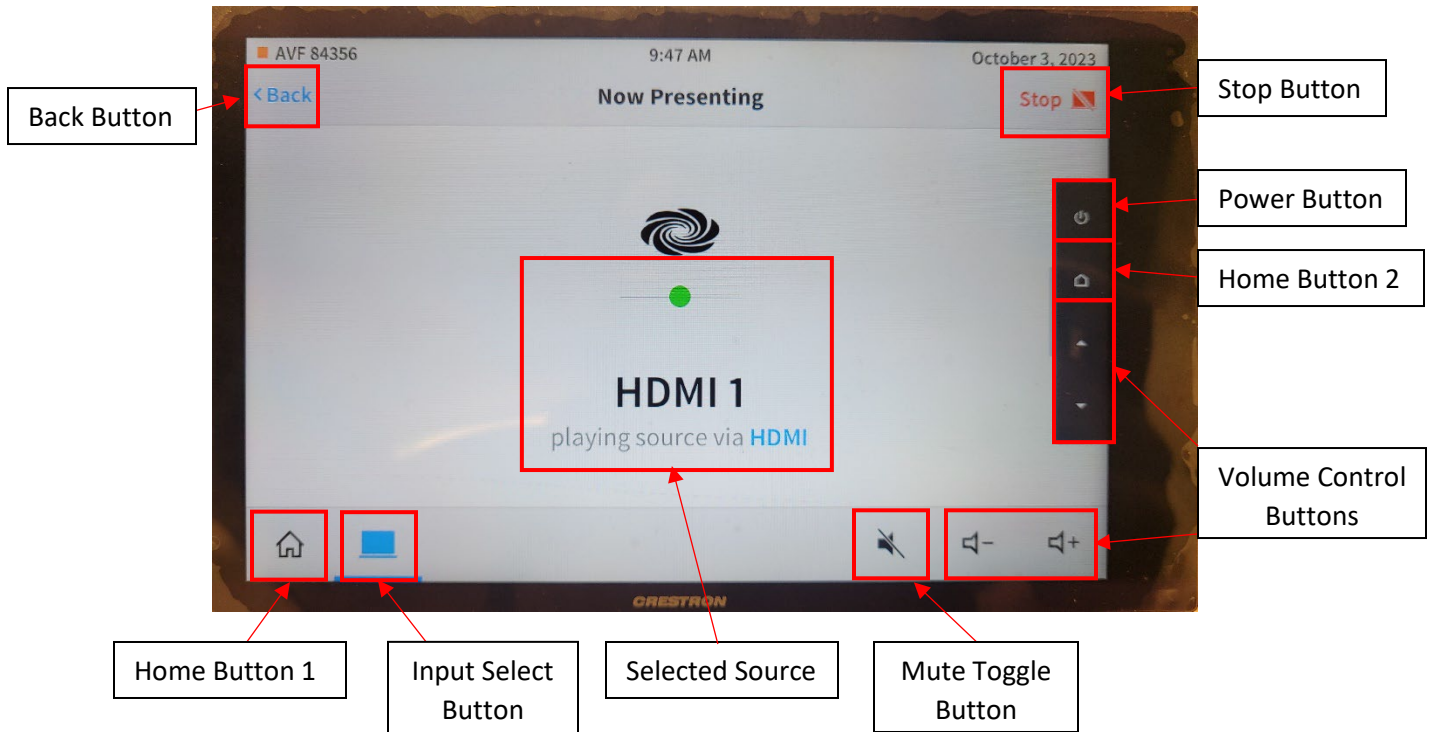 AVF 84356
9:47 AM
October 3, 2023
Back Button
<Back
Now Presenting
Stop
Stop Button
Power Button
Home Button 2
HDMI 1
playing source via HDMI
Volume Control
Buttons
- +
CRESTRON
Home Button 1
Input Select
Button
Selected Source
Mute Toggle
Button